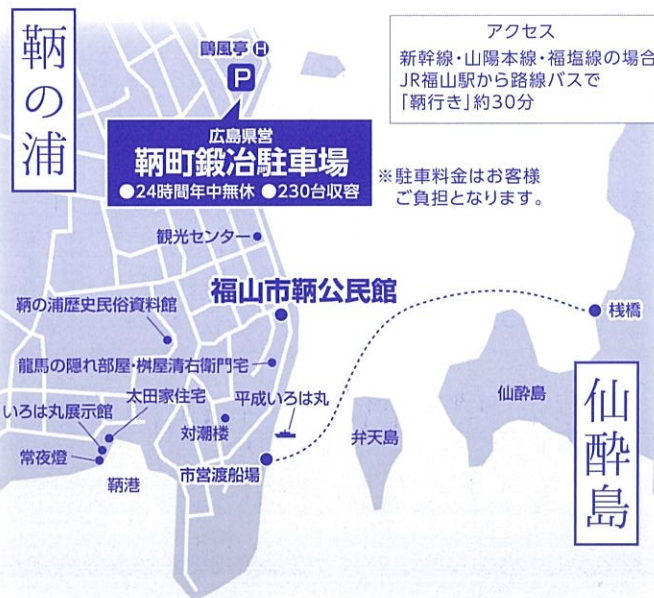 鞆の浦
鷗風亭 H
P
アクセス
新幹線・山陽本線・福塩線の場合
JR福山駅から路線バスで
「鞆行き」約30分
広島県営
鞆町鍛冶駐車場
●24時間年中無休 ●230台収容
※駐車料金はお客様
ご負担となります。
観光センター
福山市鞆公民館
鞆の浦歴史民俗資料館
桟橋
龍馬の隠れ部屋・桝屋清右衛門宅
太田家住宅
平成いろは丸
仙酔島
いろは丸展示館
対潮楼
弁天島
仙酔島
常夜燈
市営渡船場
鞆港